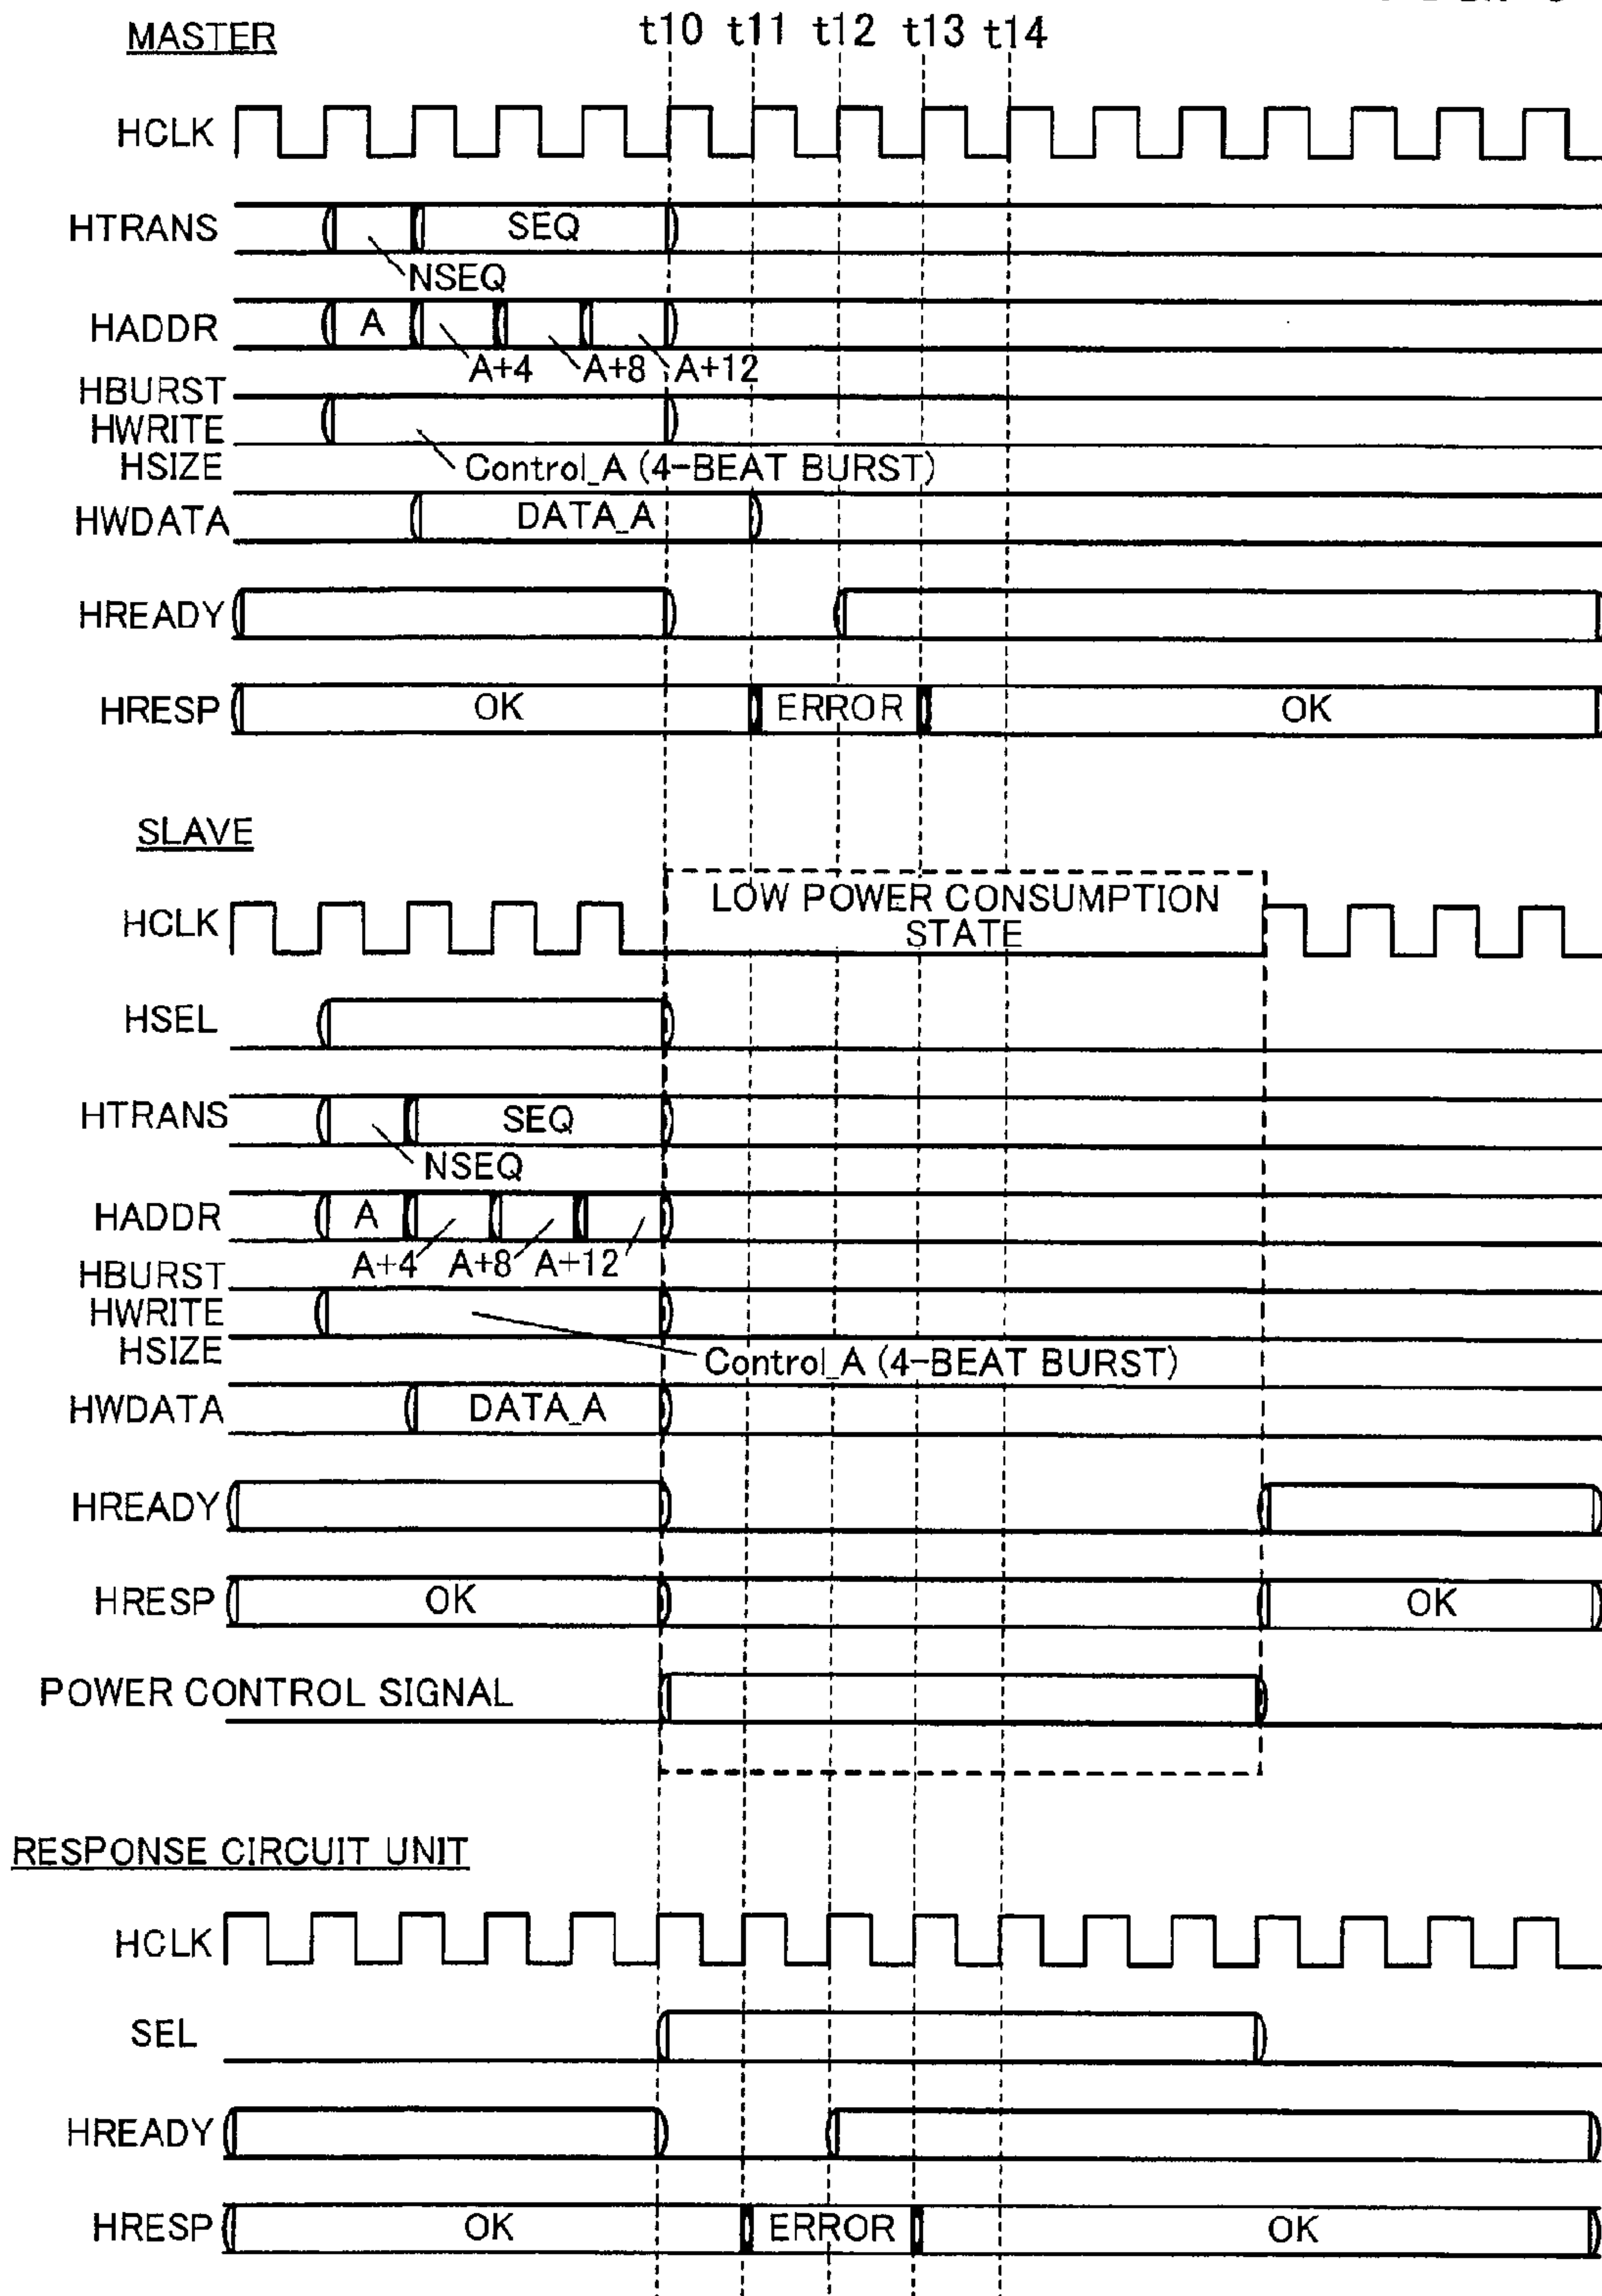 MASTER
t10 t11 t12 t13 t14
HCLK
HTRANS
SEQ
NSEQ
HADDR
A
A+4 A+8 A+12
HBURST
HWRITE
HSIZE
Control_A (4-BEAT BURST)
HWDATA
DATA_A
HREADY
HRESP
OK ERROR OK
SLAVE
HCLK
LOW POWER CONSUMPTION
STATE
HSEL
HTRANS
SEQ
NSEQ
HADDR
A
A+4 A+8 A+12
HBURST
HWRITE
HSIZE
Control_A (4-BEAT BURST)
HWDATA
DATA_A
HREADY
HRESP
OK OK
POWER CONTROL SIGNAL
RESPONSE CIRCUIT UNIT
HCLK
SEL
HREADY
HRESP
OK ERROR OK